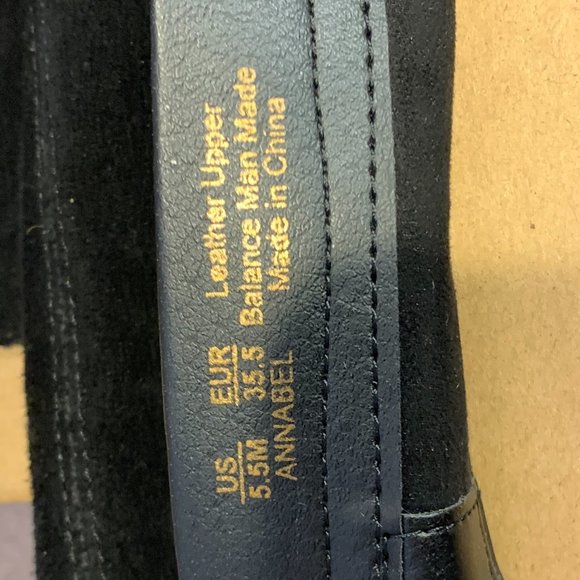 US EUR Leather Upper
5.5M 35.5 Balance Man Made
ANNABEL Made in China